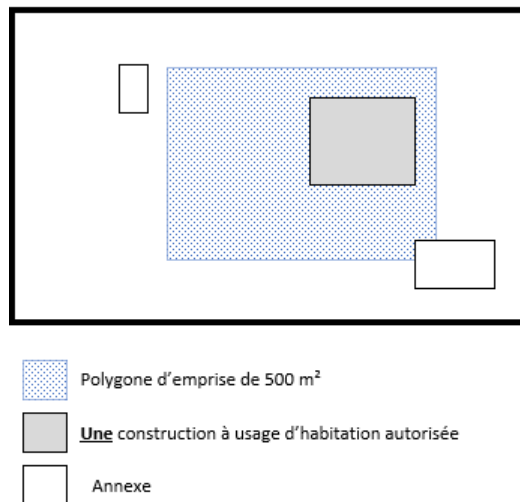 Polygone d’emprise de 500 m²
Une construction à usage d’habitation autorisée
Annexe